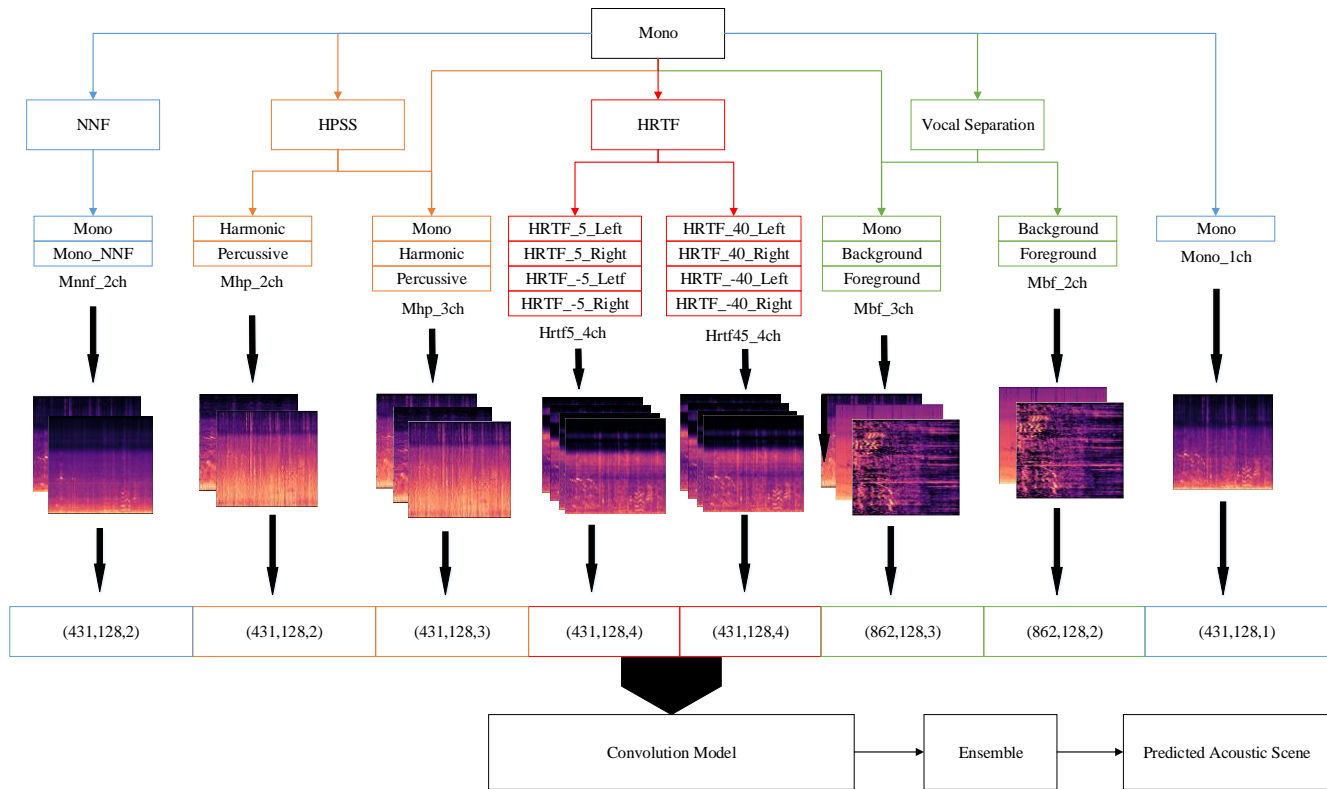 Mono
NNF
HPSS
HRTF
Vocal Separation
Mono
Mono_NNF
Mnnf_2ch
Harmonic
Percussive
Mhp_2ch
Mono
Harmonic
Percussive
Mhp_3ch
HRTF_5_Left
HRTF_5_Right
HRTF_-5_Letf
HRTF_-5_Right
Hrtf5_4ch
HRTF_40_Left
HRTF_40_Right
HRTF_-40_Left
HRTF_-40_Right
Hrtf45_4ch
Mono
Background
Foreground
Mbf_3ch
Background
Foreground
Mbf_2ch
Mono
Mono_1ch
(431,128,2)
(431,128,2)
(431,128,3)
(431,128,4)
(431,128,4)
(862,128,3)
(862,128,2)
(431,128,1)
Convolution Model
Ensemble
Predicted Acoustic Scene